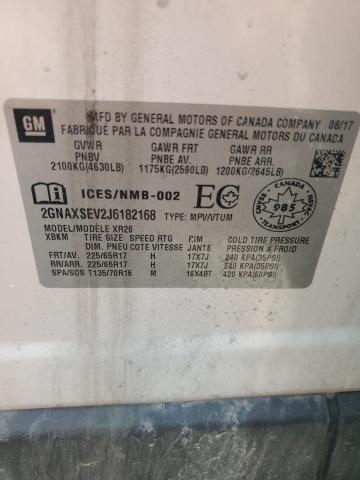 GM
MFD BY GENERAL MOTORS OF CANADA COMPANY 08/17
FABRIQUÉ PAR LA COMPAGNIE GENERAL MOTORS DU CANADA
GVWR GAWR FRT GAWR RR
PNBV PNBE AV PNBE ARR.
2100KG(4630LB) 1175KG(2590LB) 1200KG(2645LB)
ICES/NMB-002 EC
CANADA
985
2GNAXSEV2J6182168 TYPE: MPV/VTUM
MODEL/MODÈLE XR26
XBKM TIRE SIZE SPEED RTG RIM COLD TIRE PRESSURE
DIM. PNEU COTE VITESSE JANTE PRESSION A FROID
FRT/AV. 225/65R17 H 17X7J 240 KPA(35PSI)
RR/ARR. 225/65R17 H 17X7J 240 KPA(35PSI)
SPA/SOS T135/70R16 M 16X4BT 420 KPA(60PSI)